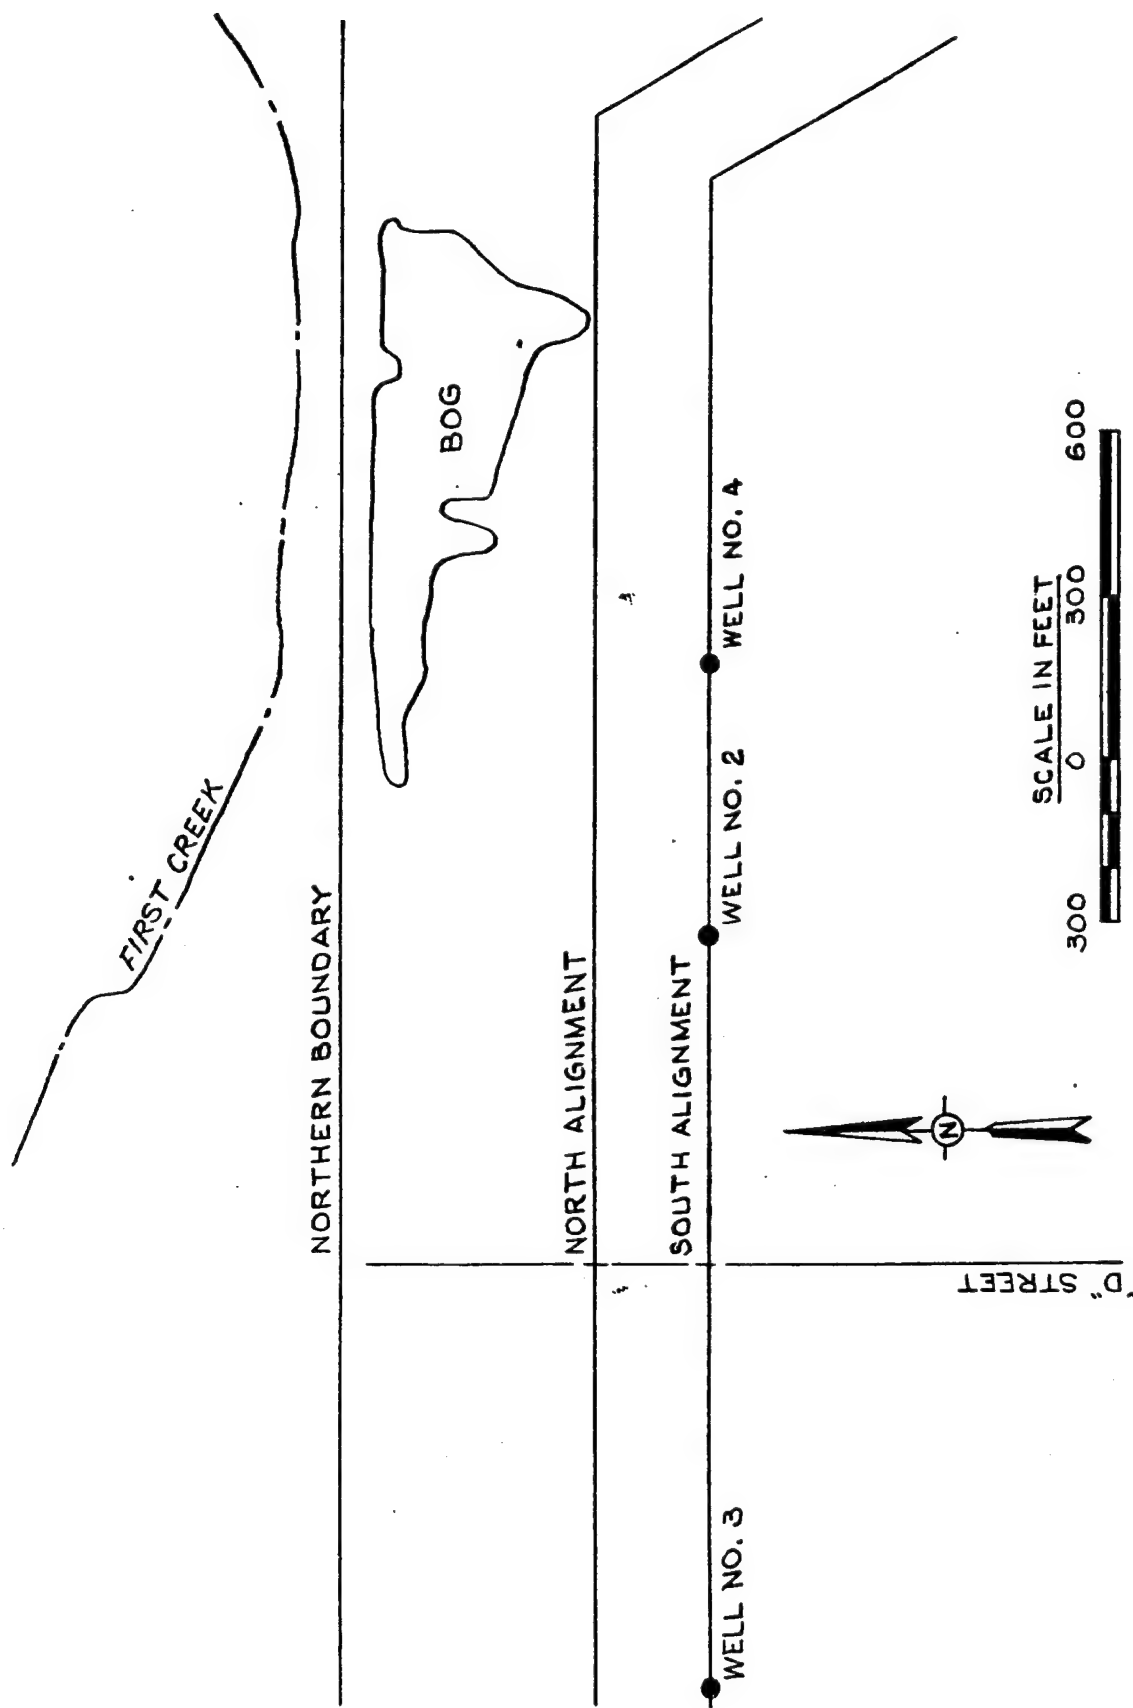 FIRST CREEK
NORTHERN BOUNDARY
BOG
NORTH ALIGNMENT
SOUTH ALIGNMENT
WELL NO. 3
WELL NO. 2
WELL NO. 4
"D" STREET
N
SCALE IN FEET
300 0 300 600